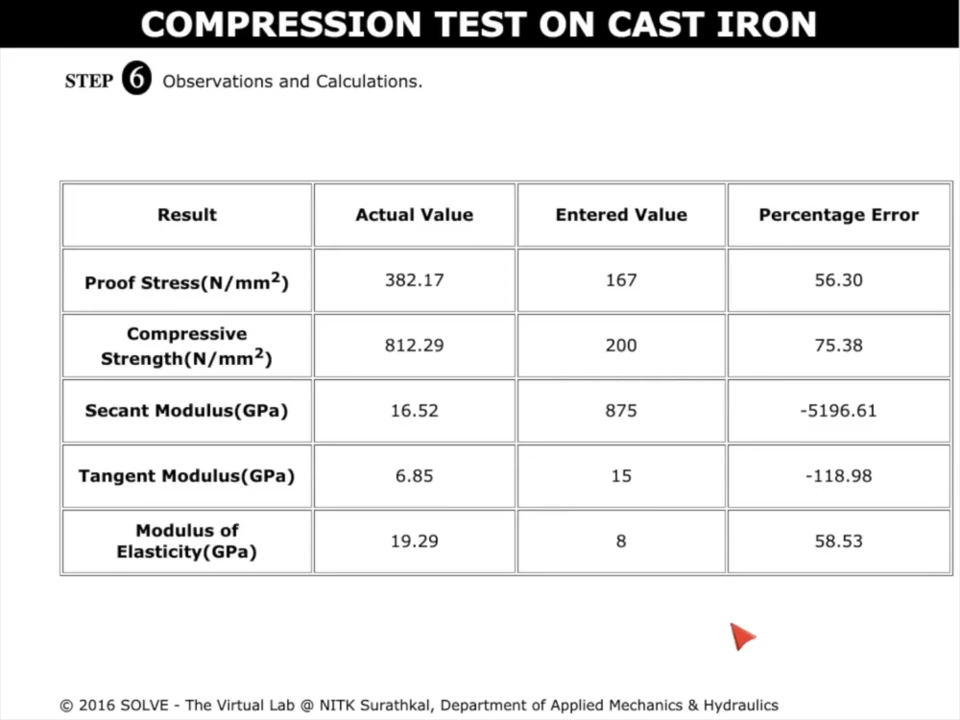 COMPRESSION TEST ON CAST IRON
STEP 6 Observations and Calculations.
Result Actual Value Entered Value Percentage Error
Proof Stress(N/mm²) 382.17 167 56.30
Compressive
Strength(N/mm²) 812.29 200 75.38
Secant Modulus(GPa) 16.52 875 -5196.61
Tangent Modulus(GPa) 6.85 15 -118.98
Modulus of
Elasticity(GPa) 19.29 8 58.53
© 2016 SOLVE - The Virtual Lab @ NITK Surathkal, Department of Applied Mechanics & Hydraulics